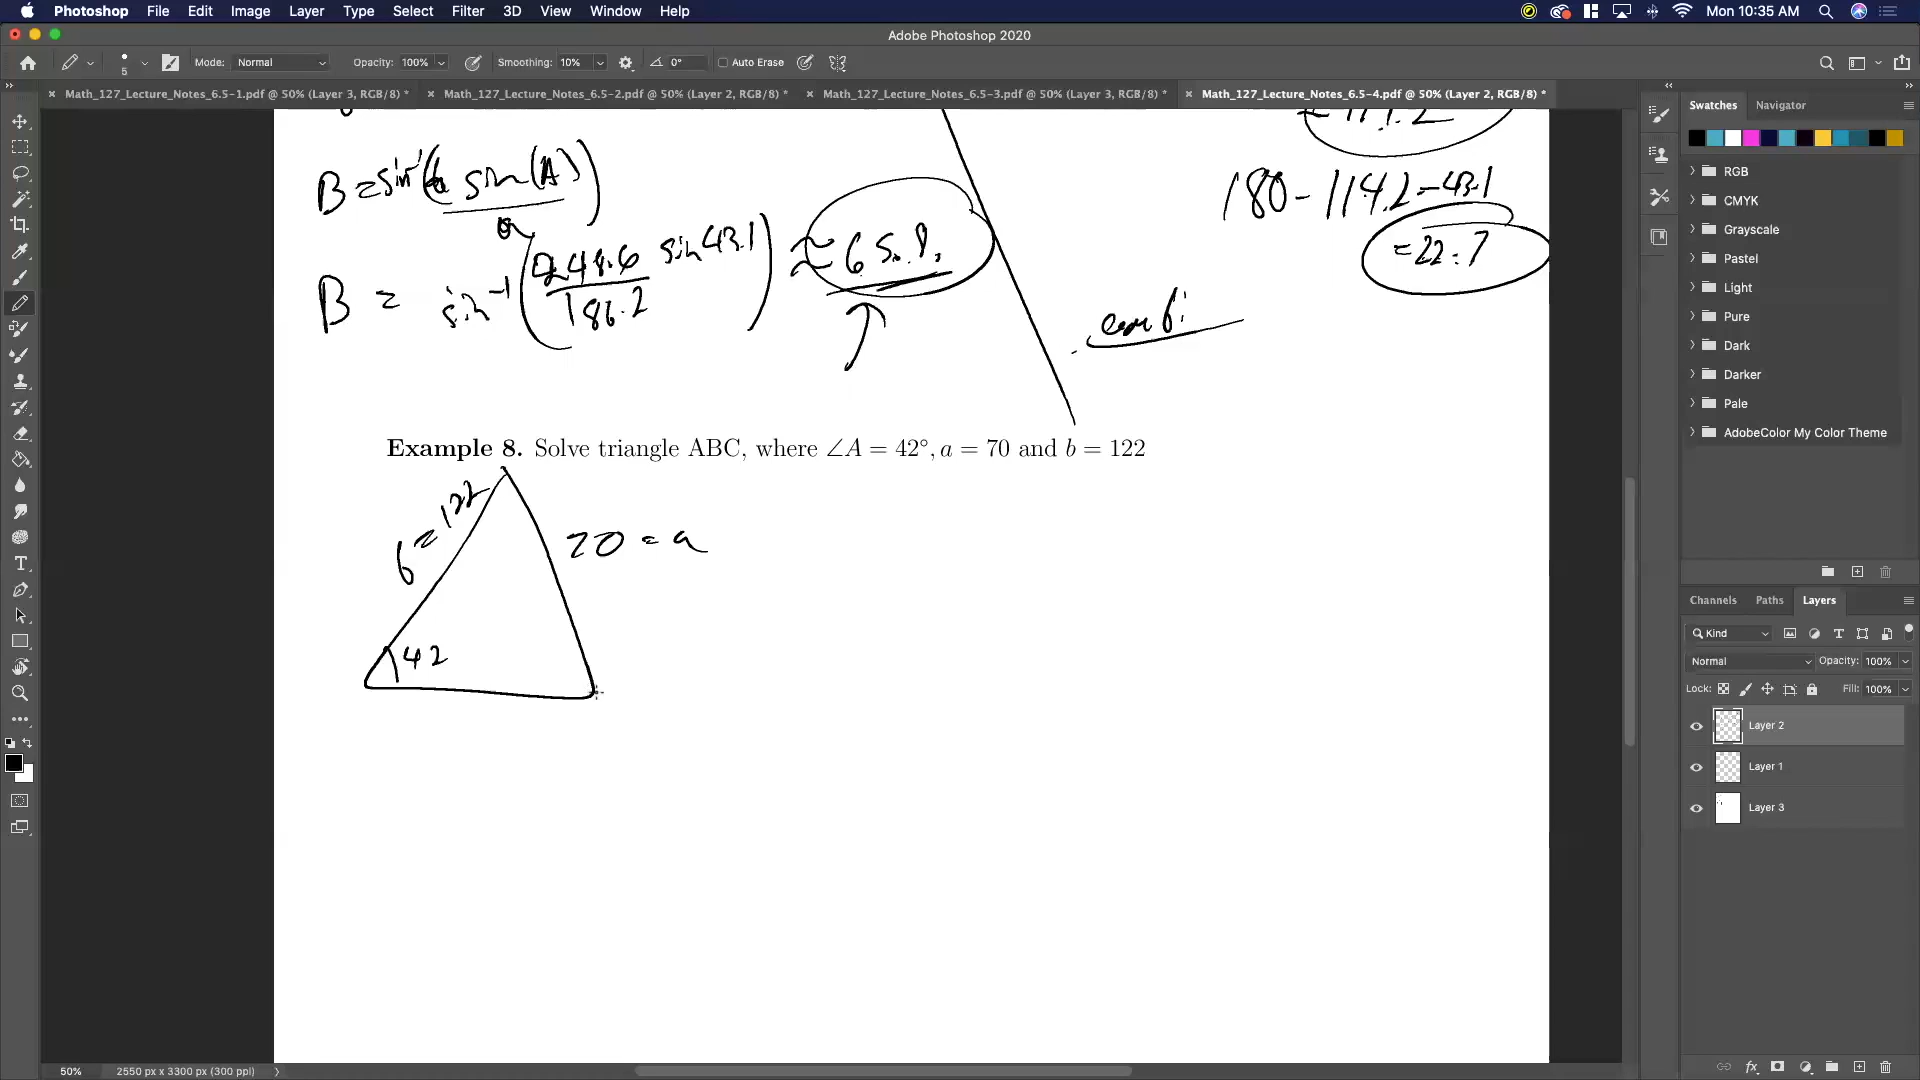 Photoshop File Edit Image Layer Type Select Filter 3D View Window Help Mon 10:35 AM
Adobe Photoshop 2020
5 Mode: Normal Opacity: 100% Smoothing: 10% 0° Auto Erase
Math_127_Lecture_Notes_6.5-1.pdf @ 50% (Layer 3, RGB/8) *
Math_127_Lecture_Notes_6.5-2.pdf @ 50% (Layer 2, RGB/8) *
Math_127_Lecture_Notes_6.5-3.pdf @ 50% (Layer 3, RGB/8) *
Math_127_Lecture_Notes_6.5-4.pdf @ 50% (Layer 2, RGB/8) *
B = sin⁻¹(b sin(A)/a)
180 - 114.2 - 43.1
= 22.7
B = sin⁻¹(248.6/186.2 sin 43.1) ≈ 65.8.
Example 8. Solve triangle ABC, where ∠A = 42°, a = 70 and b = 122
b = 122
70 = a
42
Swatches Navigator
RGB
CMYK
Grayscale
Pastel
Light
Pure
Dark
Darker
Pale
AdobeColor My Color Theme
Channels Paths Layers
Kind
Normal Opacity: 100%
Lock: Fill: 100%
Layer 2
Layer 1
Layer 3
50% 2550 px x 3300 px (300 ppi)